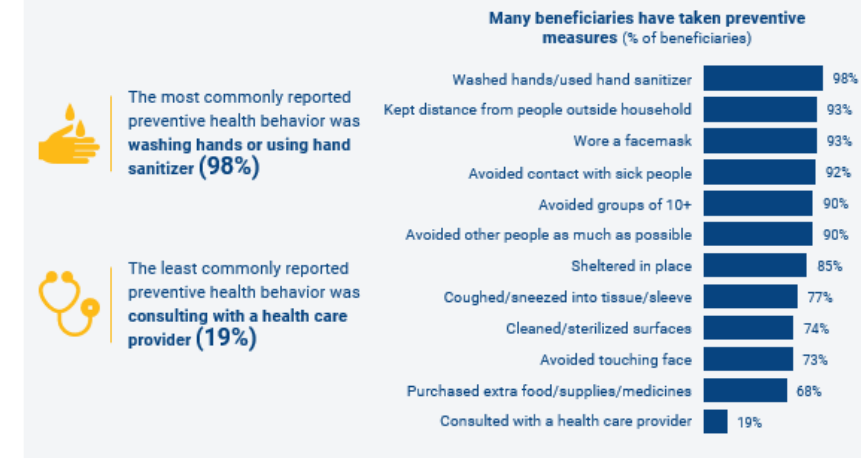 Many beneficiaries have taken preventive
measures (% of beneficiaries)
The most commonly reported
preventive health behavior was
washing hands or using hand
sanitizer (98%)
The least commonly reported
preventive health behavior was
consulting with a health care
provider (19%)
Washed hands/used hand sanitizer 98%
Kept distance from people outside household 93%
Wore a facemask 93%
Avoided contact with sick people 92%
Avoided groups of 10+ 90%
Avoided other people as much as possible 90%
Sheltered in place 85%
Coughed/sneezed into tissue/sleeve 77%
Cleaned/sterilized surfaces 74%
Avoided touching face 73%
Purchased extra food/supplies/medicines 68%
Consulted with a health care provider 19%